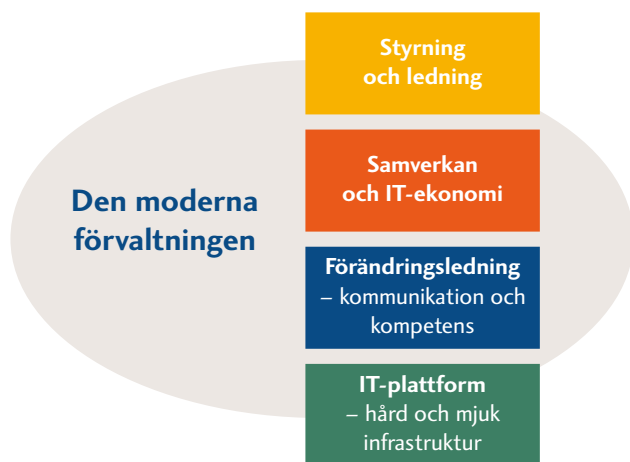 Styrning
och ledning
Samverkan
och IT-ekonomi
Den moderna
förvaltningen
Förändringsledning
– kommunikation och
kompetens
IT-plattform
– hård och mjuk
infrastruktur